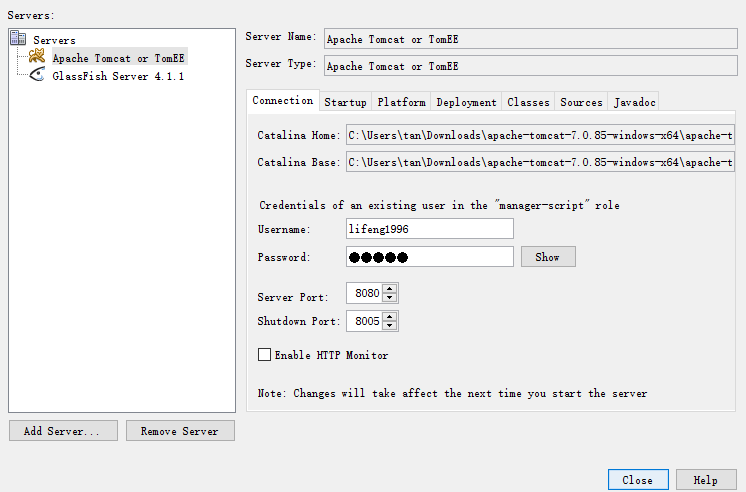 Servers:
Servers
Apache Tomcat or TomEE
GlassFish Server 4.1.1
Add Server...
Remove Server
Server Name: Apache Tomcat or TomEE
Server Type: Apache Tomcat or TomEE
Connection Startup Platform Deployment Classes Sources Javadoc
Catalina Home: C:\Users\tan\Downloads\apache-tomcat-7.0.85-windows-x64\apache-t
Catalina Base: C:\Users\tan\Downloads\apache-tomcat-7.0.85-windows-x64\apache-t
Credentials of an existing user in the "manager-script" role
Username: lifeng1996
Password: ●●●●●
Show
Server Port: 8080
Shutdown Port: 8005
Enable HTTP Monitor
Note: Changes will take affect the next time you start the server
Close
Help